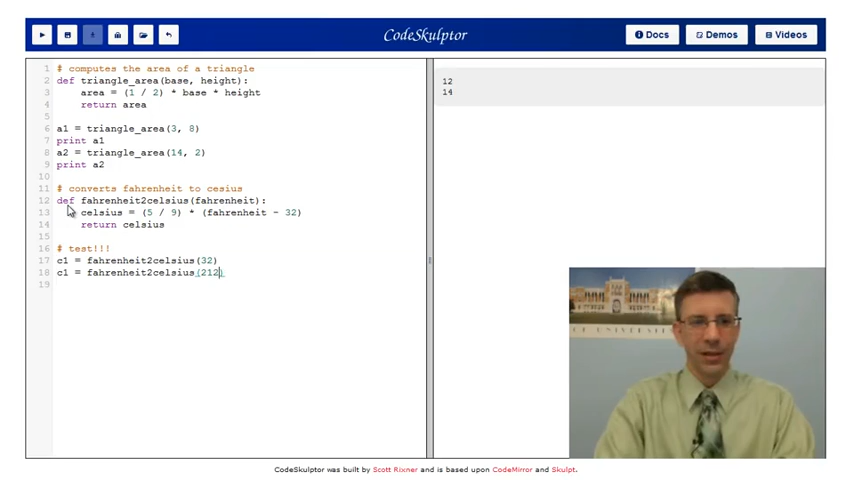 CodeSkulptor
Docs
Demos
Videos
1 # computes the area of a triangle
2 def triangle_area(base, height):
3 area = (1 / 2) * base * height
4 return area
5
6 a1 = triangle_area(3, 8)
7 print a1
8 a2 = triangle_area(14, 2)
9 print a2
10
11 # converts fahrenheit to cesius
12 def fahrenheit2celsius(fahrenheit):
13 celsius = (5 / 9) * (fahrenheit - 32)
14 return celsius
15
16 # test!!!
17 c1 = fahrenheit2celsius(32)
18 c1 = fahrenheit2celsius(212)
19
12
14
CodeSkulptor was built by Scott Rixner and is based upon CodeMirror and Skulpt.